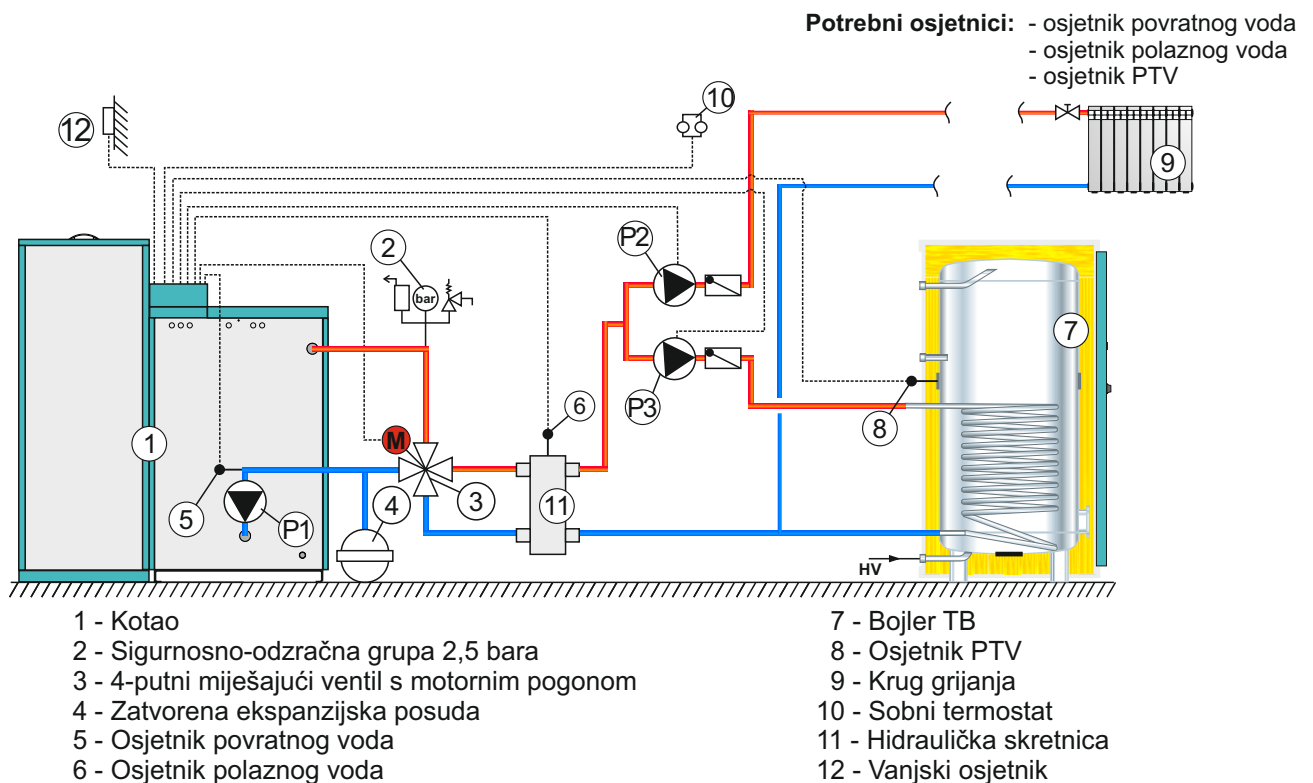 Potrebni osjetnici: - osjetnik povratnog voda
- osjetnik polaznog voda
- osjetnik PTV
12
10
9
2
bar
P2
P3
7
1
M
6
8
5
P1
4
3
11
HV
1 - Kotao
2 - Sigurnosno-odzračna grupa 2,5 bara
3 - 4-putni miješajući ventil s motornim pogonom
4 - Zatvorena ekspanzijska posuda
5 - Osjetnik povratnog voda
6 - Osjetnik polaznog voda
7 - Bojler TB
8 - Osjetnik PTV
9 - Krug grijanja
10 - Sobni termostat
11 - Hidraulička skretnica
12 - Vanjski osjetnik